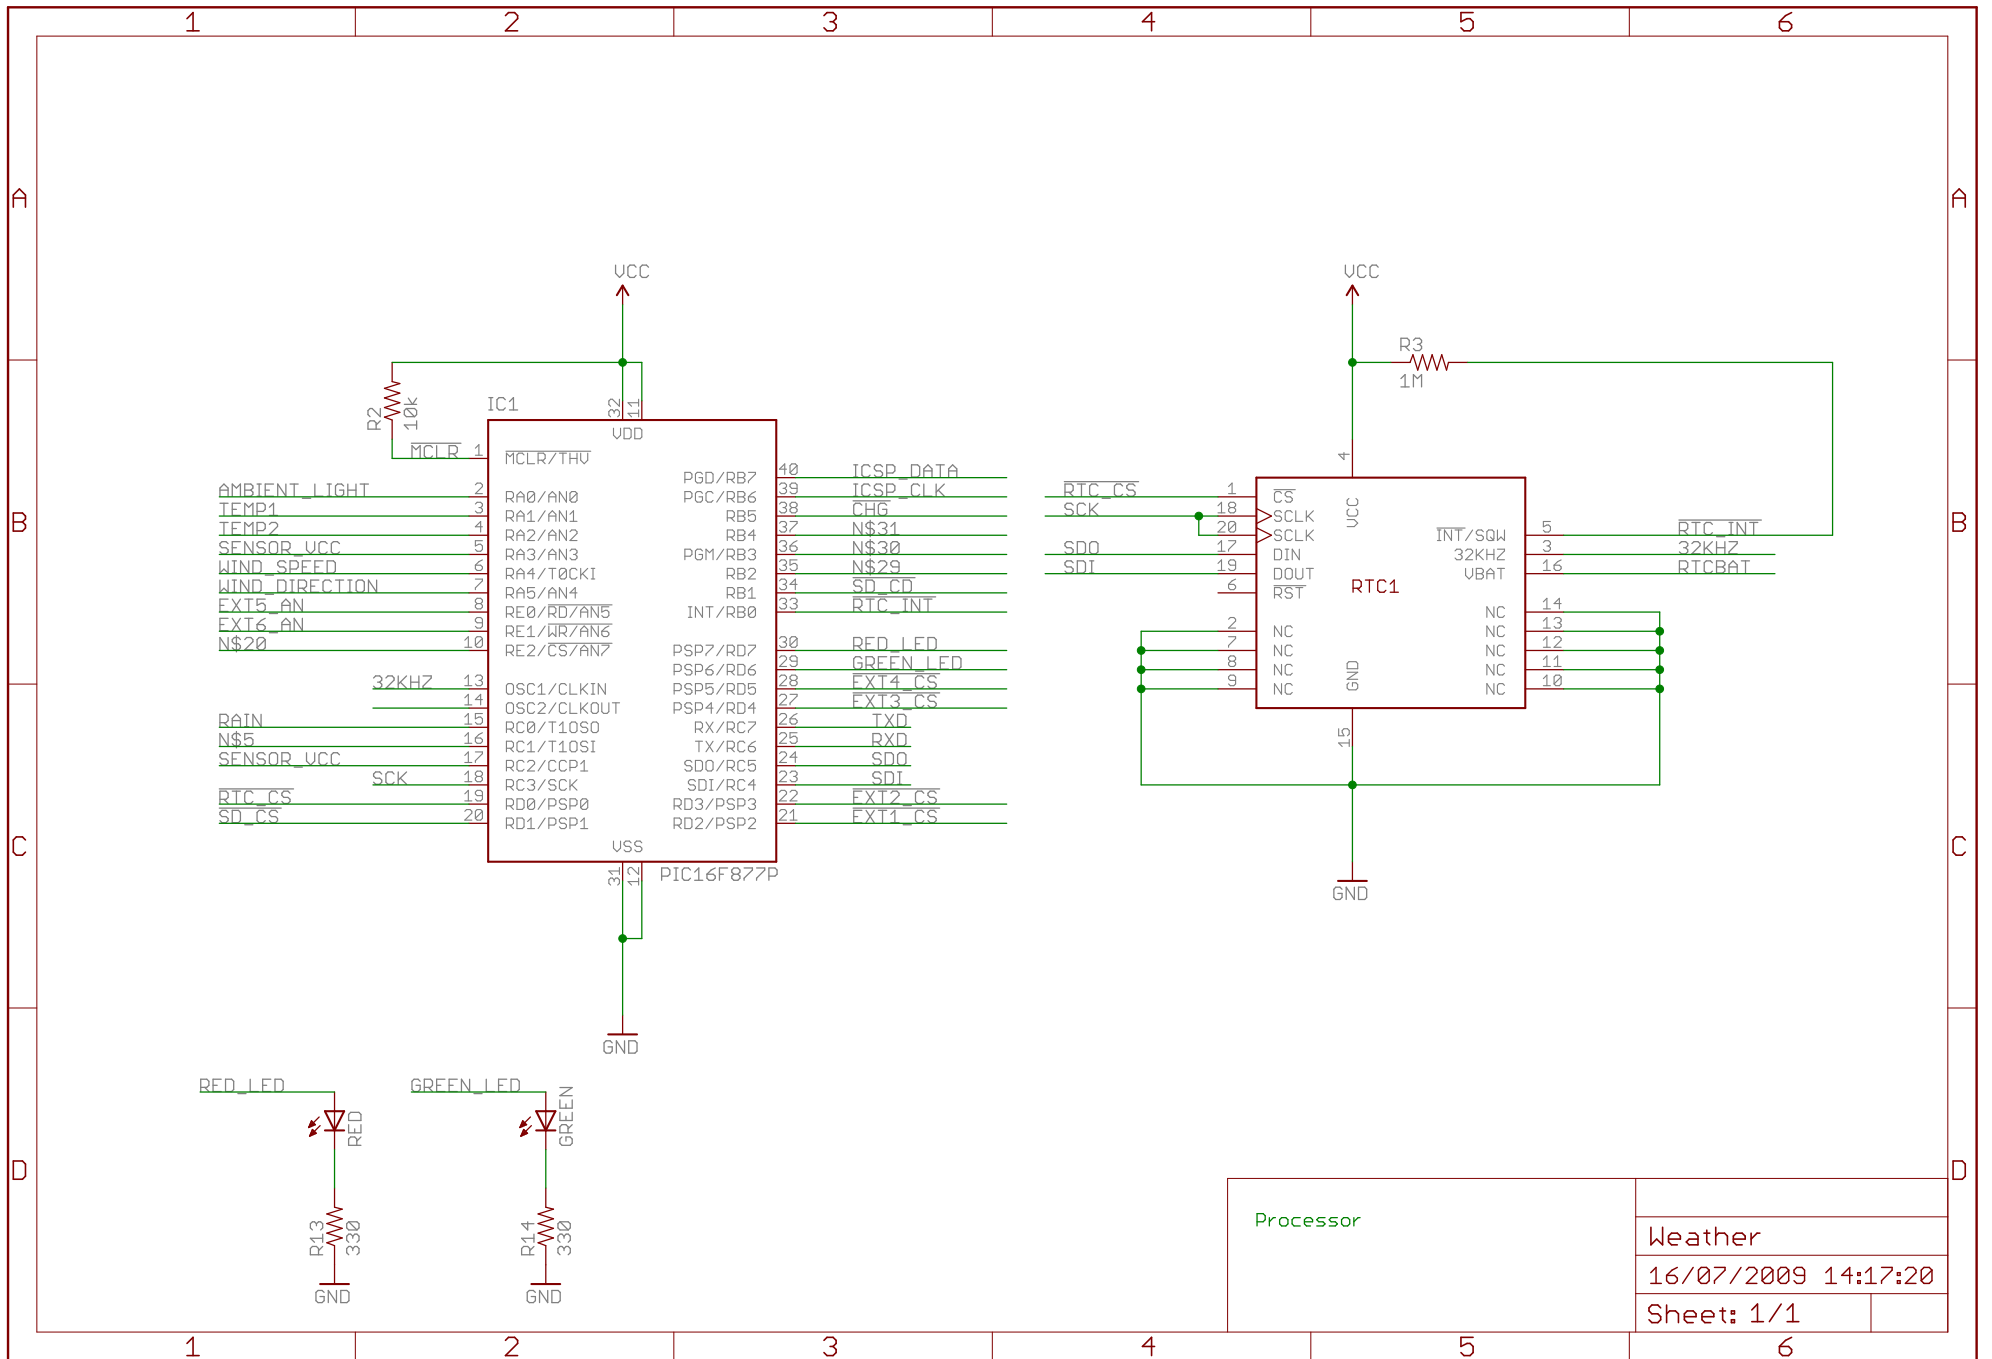 1 2 3 4 5 6
A A
VCC VCC
R3
1M
R2 10k
IC1
32 11
VDD
MCLR 1 MCLR/THV
AMBIENT_LIGHT 2 RA0/AN0
TEMP1 3 RA1/AN1
TEMP2 4 RA2/AN2
SENSOR_VCC 5 RA3/AN3
WIND_SPEED 6 RA4/T0CKI
WIND_DIRECTION 7 RA5/AN4
EXT5_AN 8 RE0/RD/AN5
EXT6_AN 9 RE1/WR/AN6
N$20 10 RE2/CS/AN7
32KHZ 13 OSC1/CLKIN
14 OSC2/CLKOUT
RAIN 15 RC0/T1OSO
N$5 16 RC1/T1OSI
SENSOR_VCC 17 RC2/CCP1
SCK 18 RC3/SCK
RTC_CS 19 RD0/PSP0
SD_CS 20 RD1/PSP1
PGD/RB7 40 ICSP_DATA
PGC/RB6 39 ICSP_CLK
RB5 38 CHG
RB4 37 N$31
PGM/RB3 36 N$30
RB2 35 N$29
RB1 34 SD_CD
INT/RB0 33 RTC_INT
PSP7/RD7 30 RED_LED
PSP6/RD6 29 GREEN_LED
PSP5/RD5 28 EXT4_CS
PSP4/RD4 27 EXT3_CS
RX/RC7 26 TXD
TX/RC6 25 RXD
SDO/RC5 24 SDO
SDI/RC4 23 SDI
RD3/PSP3 22 EXT2_CS
RD2/PSP2 21 EXT1_CS
VSS
31 12
PIC16F877P
GND
4
VCC
RTC_CS 1 CS
SCK 18 SCLK
20 SCLK
SDO 17 DIN
SDI 19 DOUT
6 RST
2 NC
7 NC
8 NC
9 NC
RTC1
INT/SQW 5 RTC_INT
32KHZ 3 32KHZ
VBAT 16 RTCBAT
NC 14
NC 13
NC 12
NC 11
NC 10
GND
15
GND
B B
C C
RED_LED
RED
R13 330
GND
GREEN_LED
GREEN
R14 330
GND
D D
Processor
Weather
16/07/2009 14:17:20
Sheet: 1/1
1 2 3 4 5 6